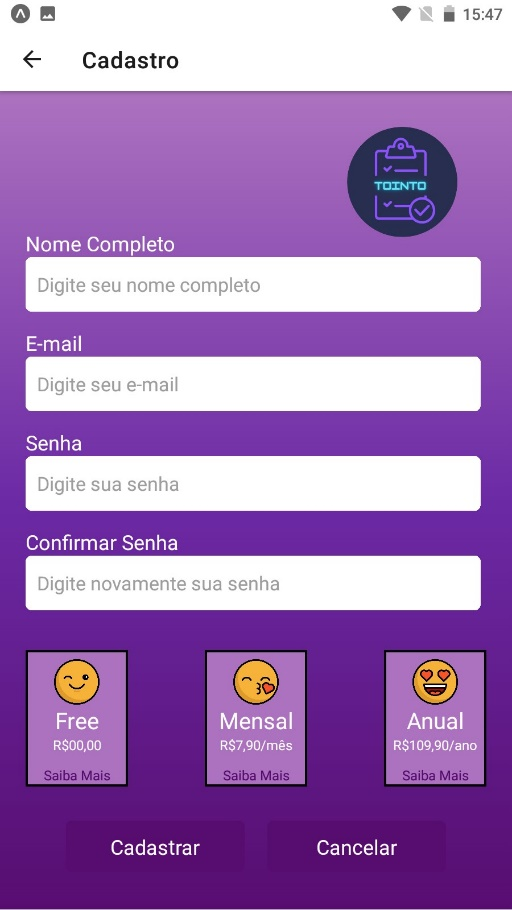 15:47
Cadastro
TOINTO
Nome Completo
Digite seu nome completo
E-mail
Digite seu e-mail
Senha
Digite sua senha
Confirmar Senha
Digite novamente sua senha
Free
R$00,00
Saiba Mais
Mensal
R$7,90/mês
Saiba Mais
Anual
R$109,90/ano
Saiba Mais
Cadastrar
Cancelar